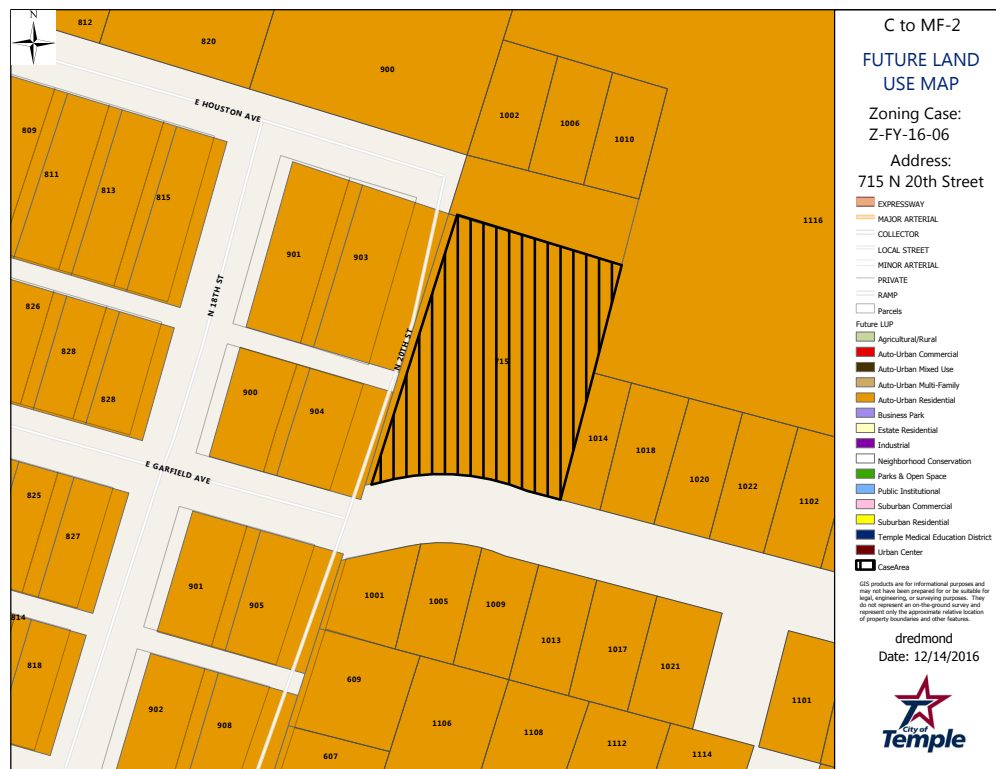 N
812
820
900
E HOUSTON AVE
1002
1006
1010
809
811
813
815
901
903
1116
N 18TH ST
826
828
828
N 20TH ST
715
900
904
1014
1018
1020
1022
1102
E GARFIELD AVE
825
827
901
905
1001
1005
1009
1013
1017
1021
814
818
609
902
908
607
1106
1108
1112
1114
1101
C to MF-2
FUTURE LAND
USE MAP
Zoning Case:
Z-FY-16-06
Address:
715 N 20th Street
EXPRESSWAY
MAJOR ARTERIAL
COLLECTOR
LOCAL STREET
MINOR ARTERIAL
PRIVATE
RAMP
Parcels
Future LUP
Agricultural/Rural
Auto-Urban Commercial
Auto-Urban Mixed Use
Auto-Urban Multi-Family
Auto-Urban Residential
Business Park
Estate Residential
Industrial
Neighborhood Conservation
Parks & Open Space
Public Institutional
Suburban Commercial
Suburban Residential
Temple Medical Education District
Urban Center
CaseArea
GIS products are for informational purposes and
may not have been prepared for or be suitable for
legal, engineering, or surveying purposes. They
do not represent an on-the-ground survey and
represent only the approximate relative location
of property boundaries and other features.
dredmond
Date: 12/14/2016
City of
Temple